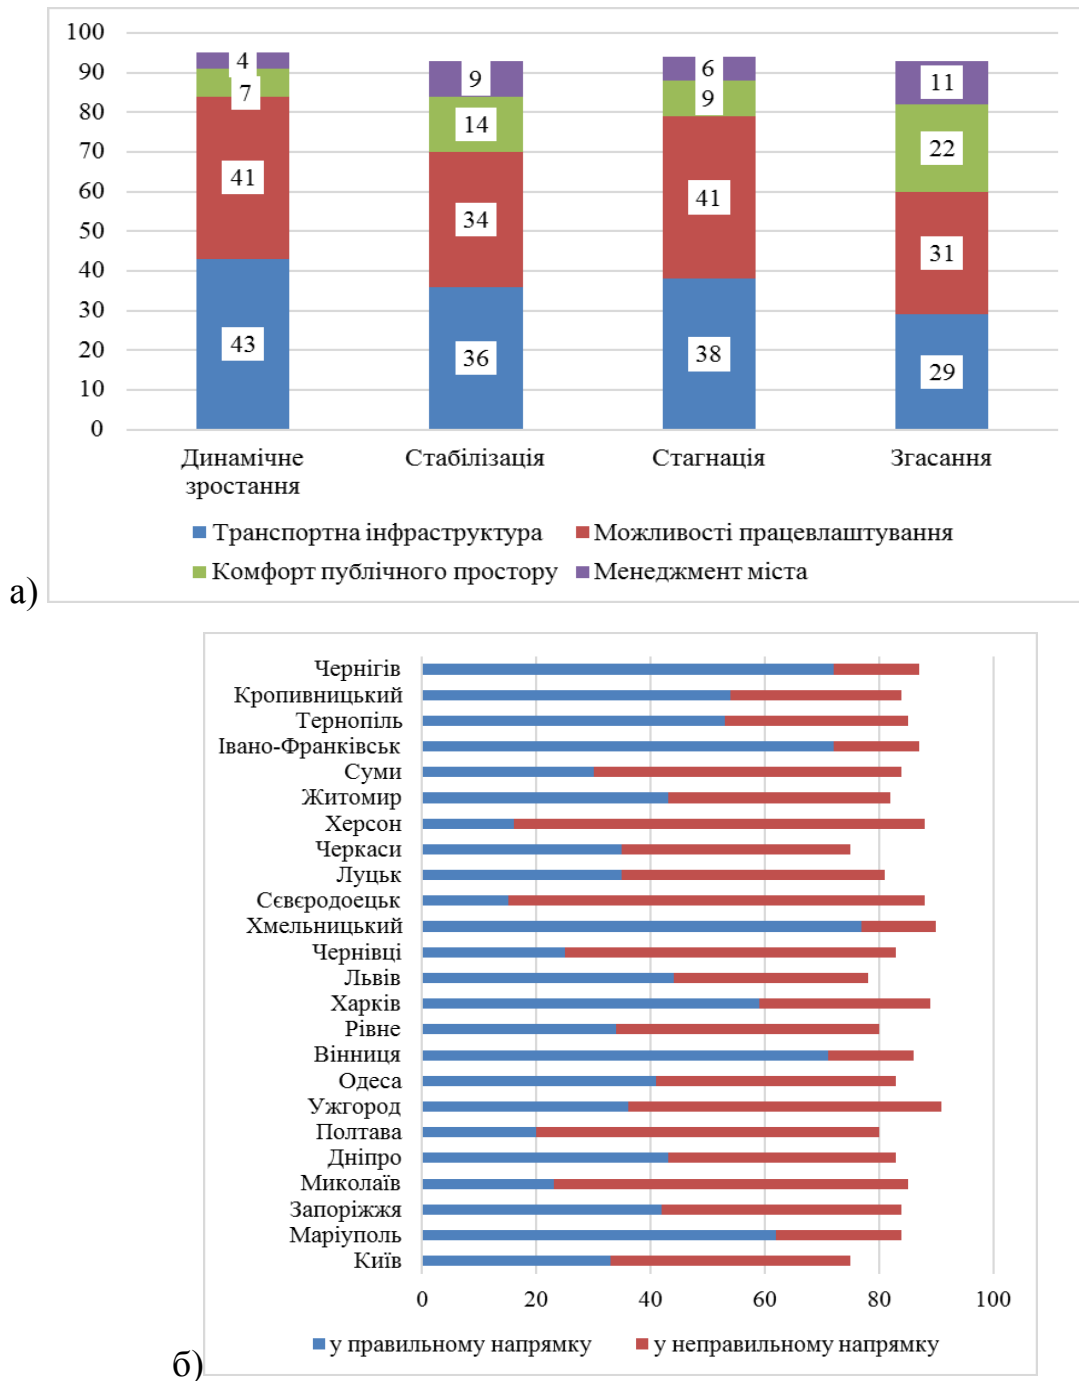 100
90
80
70
60
50
40
30
20
10
0
4
7
41
43
9
14
34
36
6
9
41
38
11
22
31
29
Динамічне зростання
Стабілізація
Стагнація
Згасання
Транспортна інфраструктура
Можливості працевлаштування
Комфорт публічного простору
Менеджмент міста
а)
Чернігів
Кропивницький
Тернопіль
Івано-Франківськ
Суми
Житомир
Херсон
Черкаси
Луцьк
Сєвєродоецьк
Хмельницький
Чернівці
Львів
Харків
Рівне
Вінниця
Одеса
Ужгород
Полтава
Дніпро
Миколаїв
Запоріжжя
Маріуполь
Київ
0 20 40 60 80 100
у правильному напрямку
у неправильному напрямку
б)